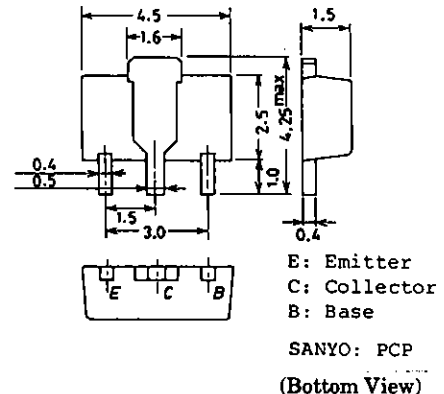 4.5
1.6
1.5
2.5
4.25max
1.0
0.4
0.5
1.5
3.0
0.4
E C B
E: Emitter
C: Collector
B: Base
SANYO: PCP
(Bottom View)